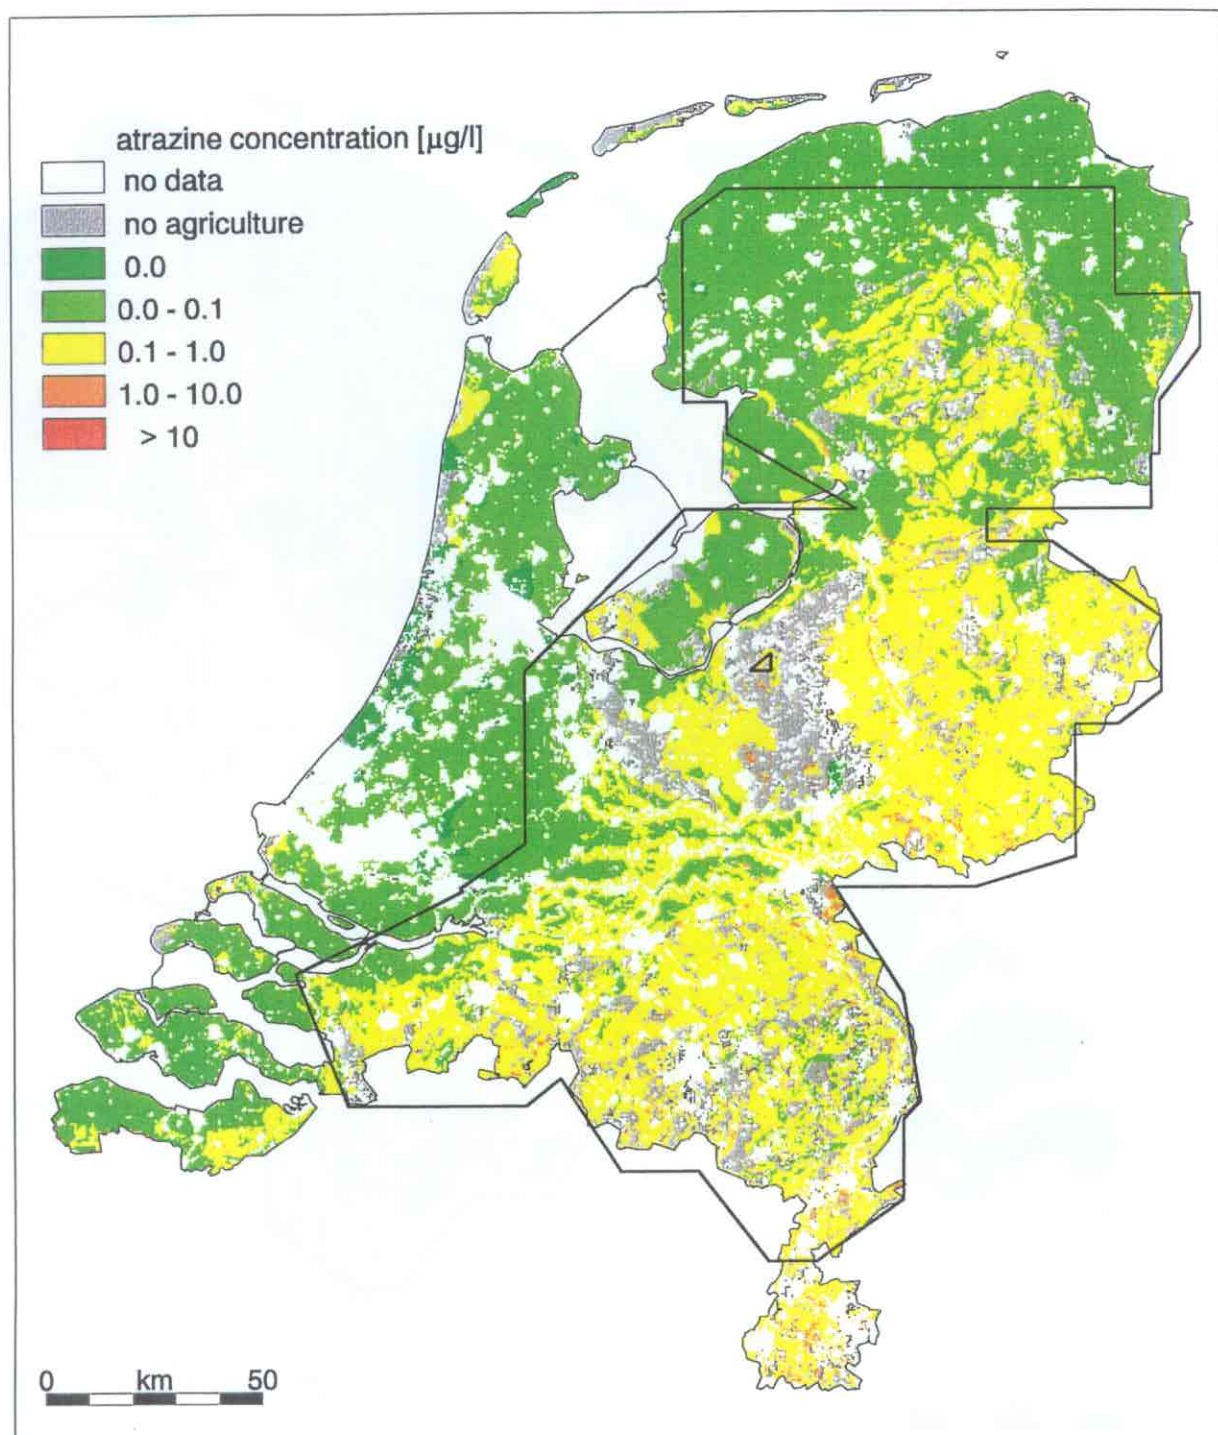 atrazine concentration [µg/l]
no data
no agriculture
0.0
0.0 - 0.1
0.1 - 1.0
1.0 - 10.0
> 10
0 km 50